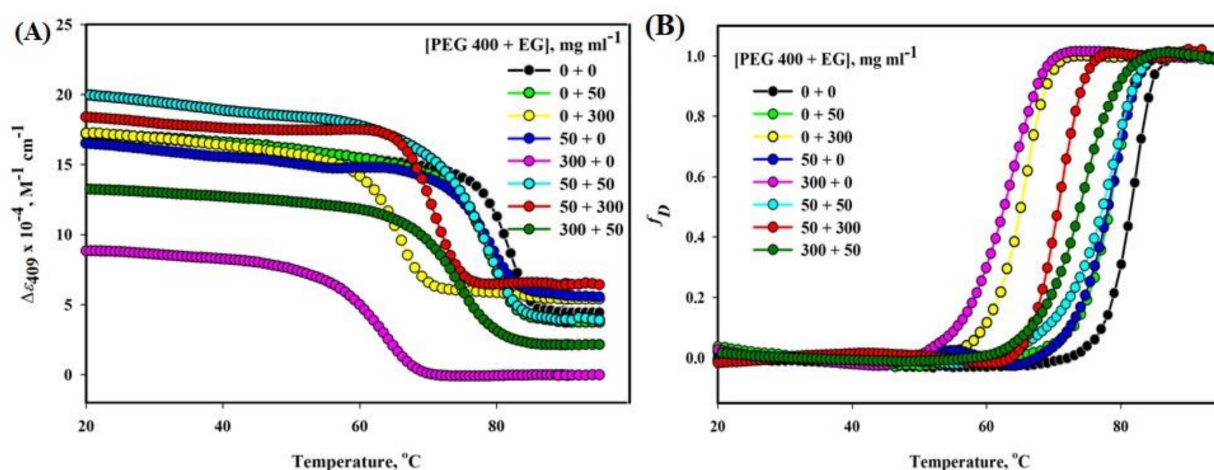 (A)
25
20
15
10
5
0
Δε409 x 10⁻⁴, M⁻¹ cm⁻¹
[PEG 400 + EG], mg ml⁻¹
0 + 0
0 + 50
0 + 300
50 + 0
300 + 0
50 + 50
50 + 300
300 + 50
20 40 60 80
Temperature, °C
(B)
1.0
0.8
0.6
0.4
0.2
0.0
fD
[PEG 400 + EG], mg ml⁻¹
0 + 0
0 + 50
0 + 300
50 + 0
300 + 0
50 + 50
50 + 300
300 + 50
20 40 60 80
Temperature, °C